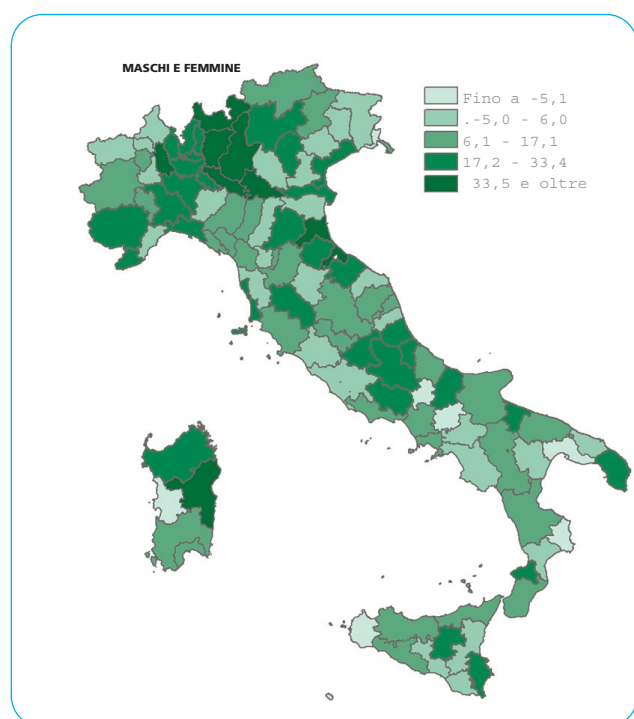 MASCHI E FEMMINE
Fino a -5,1
.-5,0 - 6,0
6,1 - 17,1
17,2 - 33,4
33,5 e oltre